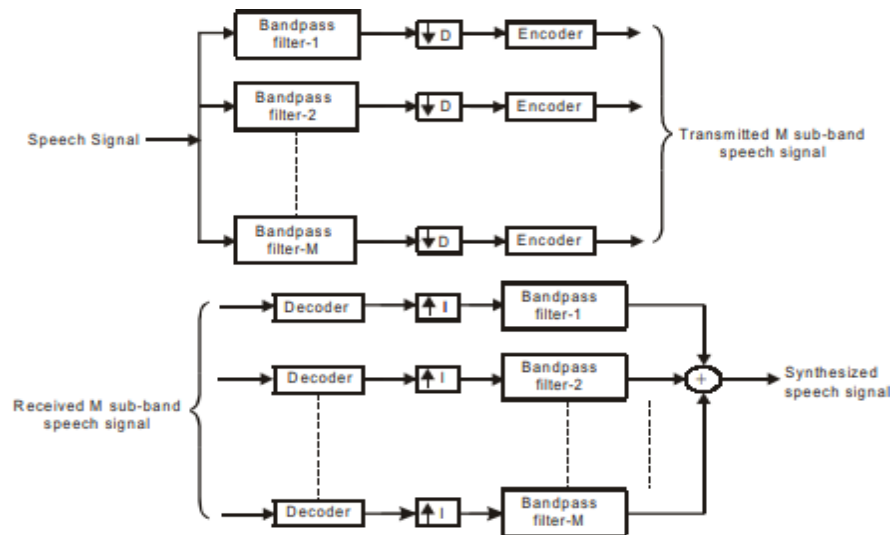 Bandpass
filter-1
D
Encoder
Bandpass
filter-2
D
Encoder
Speech Signal
Transmitted M sub-band
speech signal
Bandpass
filter-M
D
Encoder
Decoder
I
Bandpass
filter-1
Decoder
I
Bandpass
filter-2
+
Synthesized
speech signal
Received M sub-band
speech signal
Decoder
I
Bandpass
filter-M